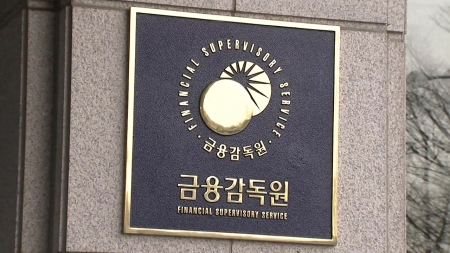 · FINANCIAL SUPERVISORY SERVICE ·
금융감독원
금융감독원
FINANCIAL SUPERVISORY SERVICE